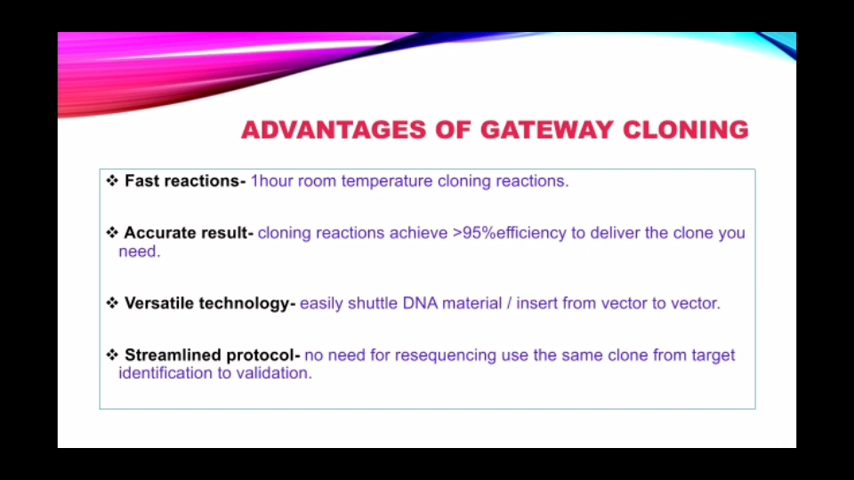 ADVANTAGES OF GATEWAY CLONING
❖ Fast reactions- 1hour room temperature cloning reactions.
❖ Accurate result- cloning reactions achieve >95%efficiency to deliver the clone you
need.
❖ Versatile technology- easily shuttle DNA material / insert from vector to vector.
❖ Streamlined protocol- no need for resequencing use the same clone from target
identification to validation.